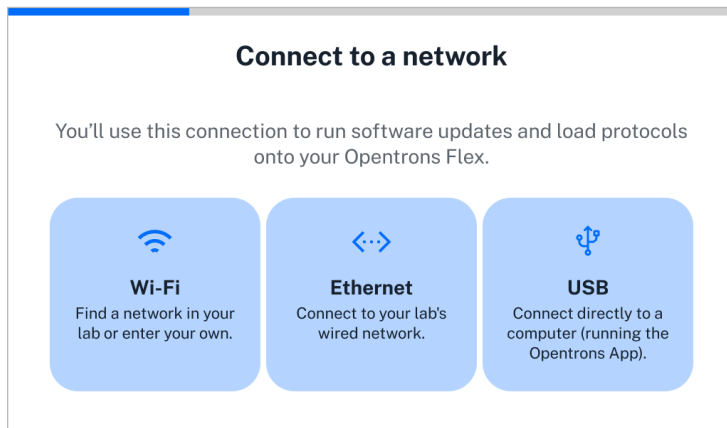 Connect to a network
You’ll use this connection to run software updates and load protocols
onto your Opentrons Flex.
Wi-Fi
Find a network in your
lab or enter your own.
Ethernet
Connect to your lab's
wired network.
USB
Connect directly to a
computer (running the
Opentrons App).